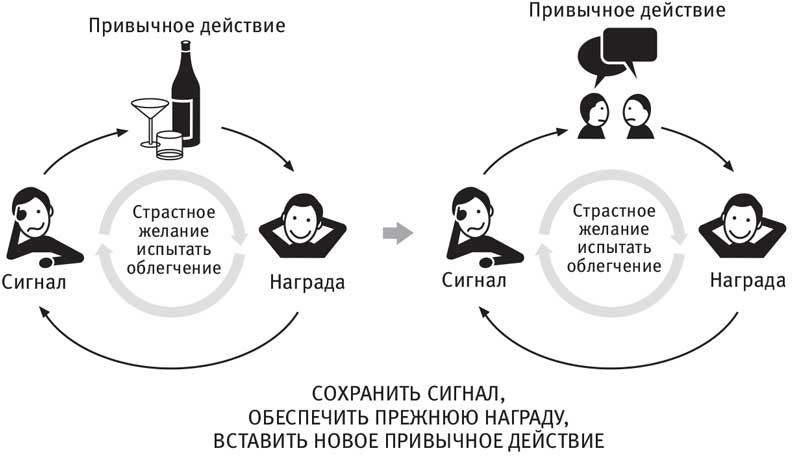 Привычное действие
Страстное
желание
испытать
облегчение
Сигнал
Награда
Привычное действие
Страстное
желание
испытать
облегчение
Сигнал
Награда
СОХРАНИТЬ СИГНАЛ,
ОБЕСПЕЧИТЬ ПРЕЖНЮЮ НАГРАДУ,
ВСТАВИТЬ НОВОЕ ПРИВЫЧНОЕ ДЕЙСТВИЕ